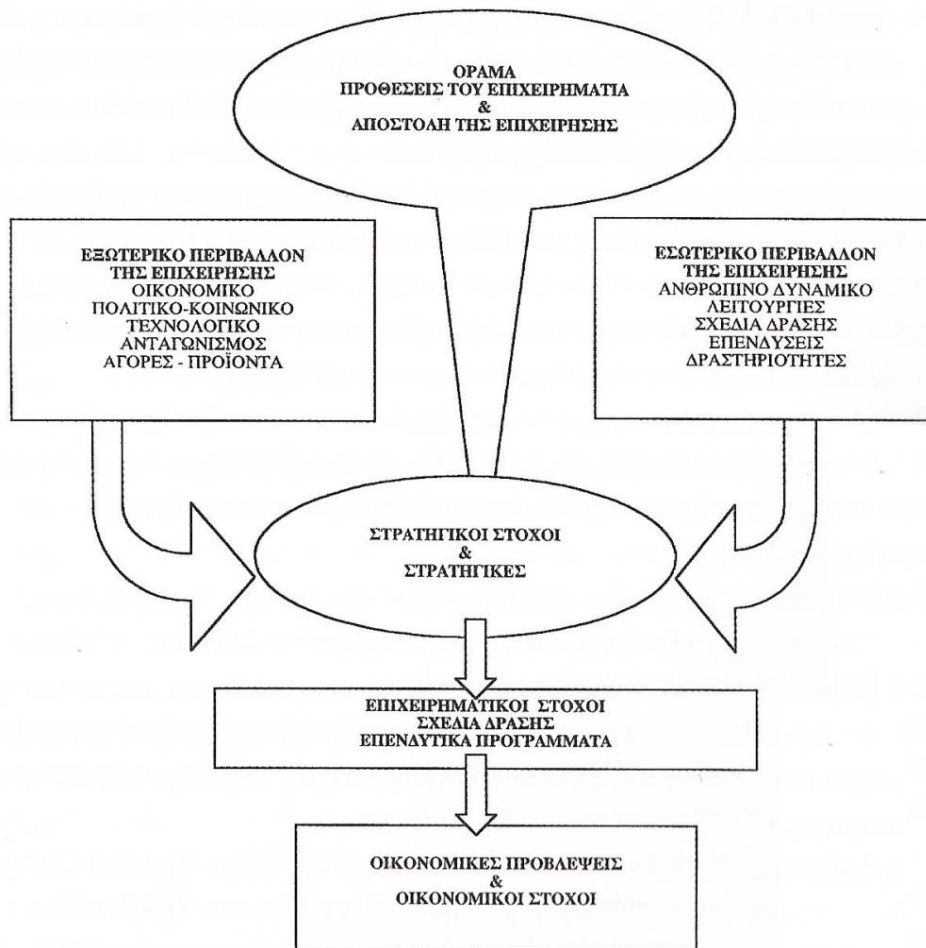 ΟΡΑΜΑ
ΠΡΟΘΕΣΕΙΣ ΤΟΥ ΕΠΙΧΕΙΡΗΜΑΤΙΑ
&
ΑΠΟΣΤΟΛΗ ΤΗΣ ΕΠΙΧΕΙΡΗΣΗΣ
ΕΞΩΤΕΡΙΚΟ ΠΕΡΙΒΑΛΛΟΝ
ΤΗΣ ΕΠΙΧΕΙΡΗΣΗΣ
ΟΙΚΟΝΟΜΙΚΟ
ΠΟΛΙΤΙΚΟ-ΚΟΙΝΩΝΙΚΟ
ΤΕΧΝΟΛΟΓΙΚΟ
ΑΝΤΑΓΩΝΙΣΜΟΣ
ΑΓΟΡΕΣ - ΠΡΟΪΟΝΤΑ
ΕΣΩΤΕΡΙΚΟ ΠΕΡΙΒΑΛΛΟΝ
ΤΗΣ ΕΠΙΧΕΙΡΗΣΗΣ
ΑΝΘΡΩΠΙΝΟ ΔΥΝΑΜΙΚΟ
ΛΕΙΤΟΥΡΓΙΕΣ
ΣΧΕΔΙΑ ΔΡΑΣΗΣ
ΕΠΕΝΔΥΣΕΙΣ
ΔΡΑΣΤΗΡΙΟΤΗΤΕΣ
ΣΤΡΑΤΗΓΙΚΟΙ ΣΤΟΧΟΙ
&
ΣΤΡΑΤΗΓΙΚΕΣ
ΕΠΙΧΕΙΡΗΜΑΤΙΚΟΙ ΣΤΟΧΟΙ
ΣΧΕΔΙΑ ΔΡΑΣΗΣ
ΕΠΕΝΔΥΤΙΚΑ ΠΡΟΓΡΑΜΜΑΤΑ
ΟΙΚΟΝΟΜΙΚΕΣ ΠΡΟΒΛΕΨΕΙΣ
&
ΟΙΚΟΝΟΜΙΚΟΙ ΣΤΟΧΟΙ